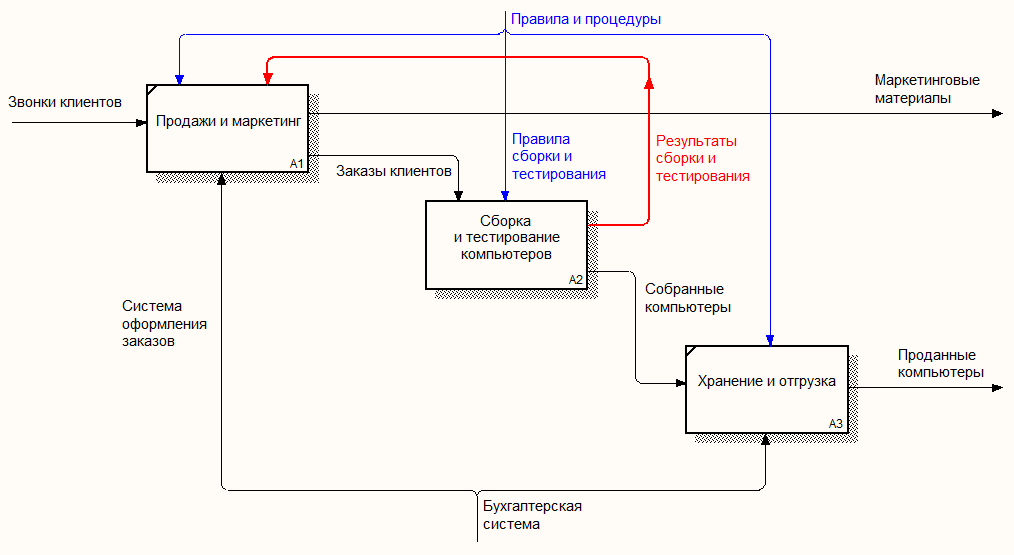 Правила и процедуры
Звонки клиентов
Продажи и маркетинг
A1
Маркетинговые
материалы
Заказы клиентов
Правила
сборки и
тестирования
Результаты
сборки и
тестирования
Сборка
и тестирование
компьютеров
A2
Собранные
компьютеры
Система
оформления
заказов
Хранение и отгрузка
A3
Проданные
компьютеры
Бухгалтерская
система